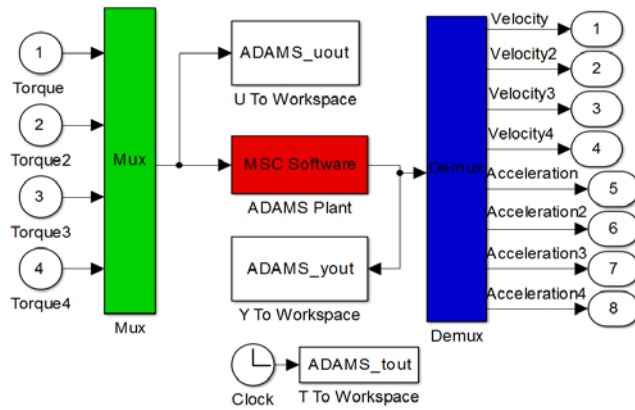 1
Torque
2
Torque2
3
Torque3
4
Torque4
Mux
Mux
ADAMS_uout
U To Workspace
MSC Software
ADAMS Plant
ADAMS_yout
Y To Workspace
Clock
ADAMS_tout
T To Workspace
Demux
Demux
Velocity
1
Velocity2
2
Velocity3
3
Velocity4
4
Acceleration
5
Acceleration2
6
Acceleration3
7
Acceleration4
8